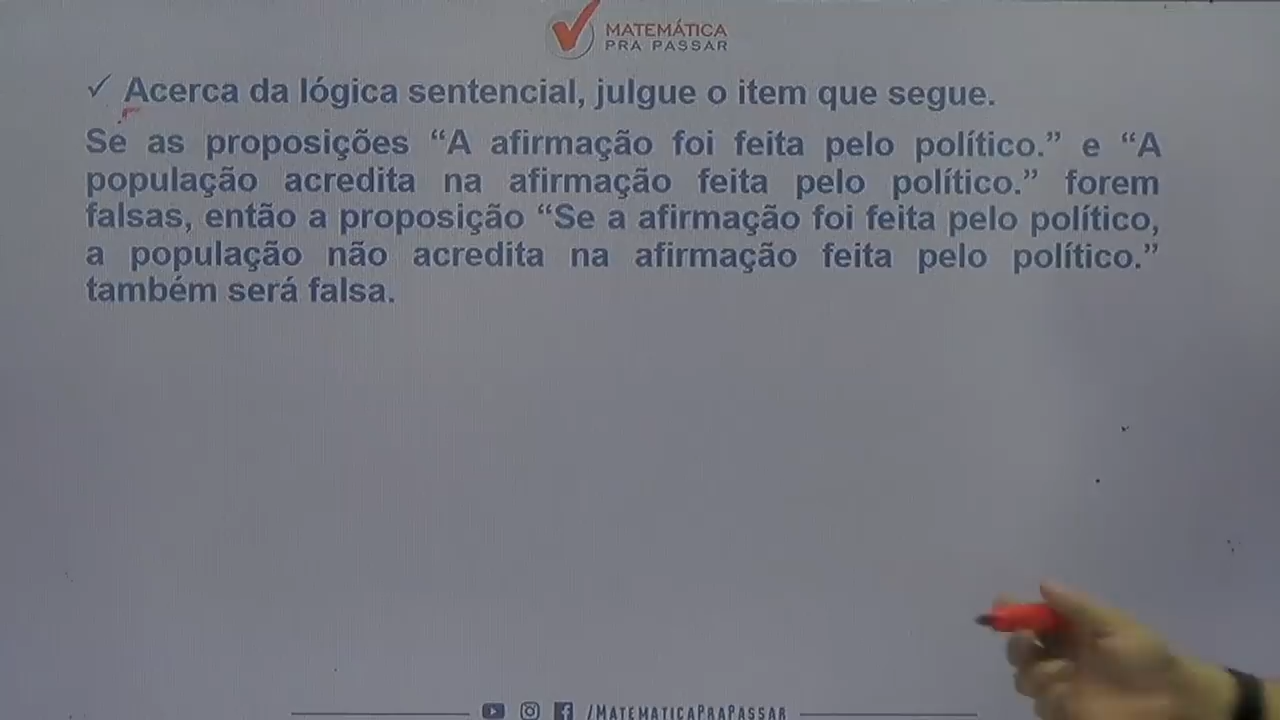 MATEMÁTICA
PRA PASSAR
✓ Acerca da lógica sentencial, julgue o item que segue.
Se as proposições “A afirmação foi feita pelo político.” e “A
população acredita na afirmação feita pelo político.” forem
falsas, então a proposição “Se a afirmação foi feita pelo político,
a população não acredita na afirmação feita pelo político.”
também será falsa.
/MATEMATICAPRAPASSAR